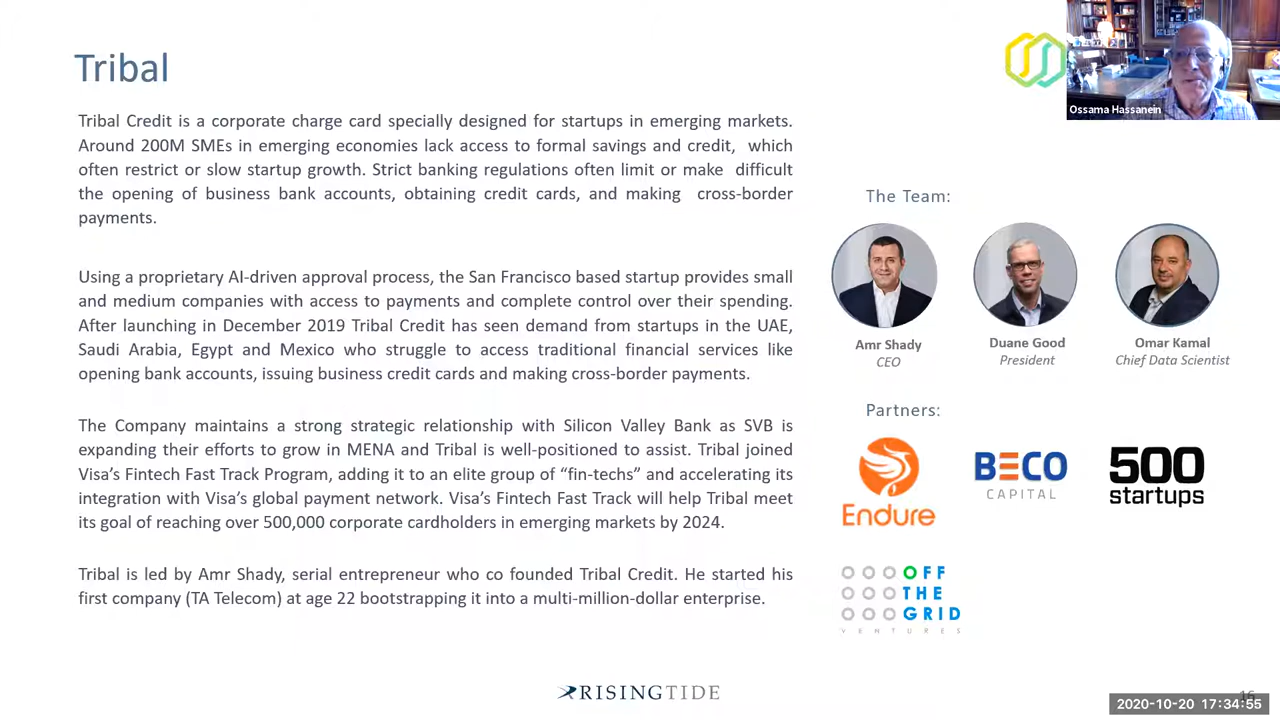 Tribal
Ossama Hassanein
Tribal Credit is a corporate charge card specially designed for startups in emerging markets.
Around 200M SMEs in emerging economies lack access to formal savings and credit, which
often restrict or slow startup growth. Strict banking regulations often limit or make difficult
the opening of business bank accounts, obtaining credit cards, and making cross-border
payments.
Using a proprietary AI-driven approval process, the San Francisco based startup provides small
and medium companies with access to payments and complete control over their spending.
After launching in December 2019 Tribal Credit has seen demand from startups in the UAE,
Saudi Arabia, Egypt and Mexico who struggle to access traditional financial services like
opening bank accounts, issuing business credit cards and making cross-border payments.
The Company maintains a strong strategic relationship with Silicon Valley Bank as SVB is
expanding their efforts to grow in MENA and Tribal is well-positioned to assist. Tribal joined
Visa’s Fintech Fast Track Program, adding it to an elite group of “fin-techs” and accelerating its
integration with Visa’s global payment network. Visa’s Fintech Fast Track will help Tribal meet
its goal of reaching over 500,000 corporate cardholders in emerging markets by 2024.
Tribal is led by Amr Shady, serial entrepreneur who co founded Tribal Credit. He started his
first company (TA Telecom) at age 22 bootstrapping it into a multi-million-dollar enterprise.
The Team:
Amr Shady
CEO
Duane Good
President
Omar Kamal
Chief Data Scientist
Partners:
Endure
BECO
CAPITAL
500
startups
OFF
THE
GRID
VENTURES
RISINGTIDE
16
2020-10-20 17:34:55